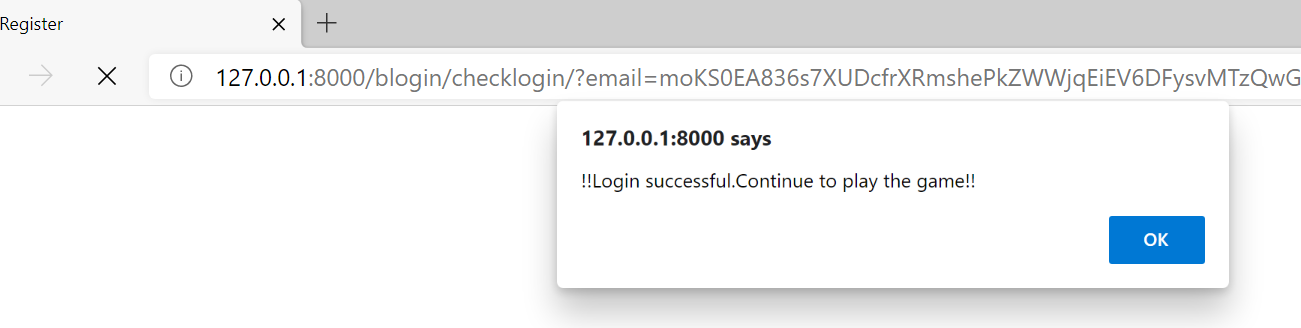 Register
127.0.0.1:8000/blogin/checklogin/?email=moKS0EA836s7XUDcfrXRmshePkZWWjqEiEV6DFysvMTzQwG
127.0.0.1:8000 says
!!Login successful.Continue to play the game!!
OK